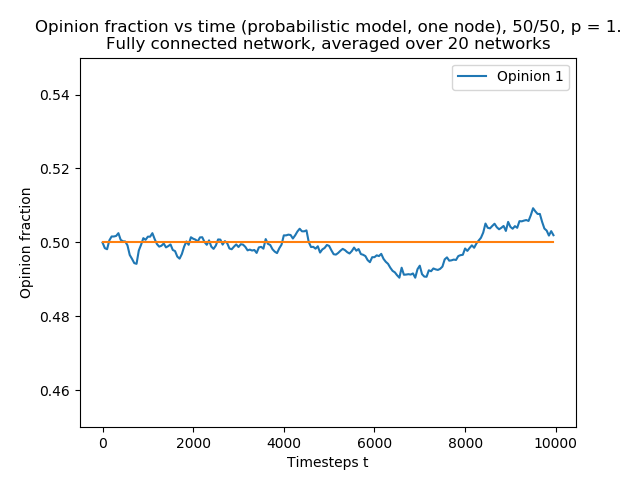 Opinion fraction vs time (probabilistic model, one node), 50/50, p = 1.
Fully connected network, averaged over 20 networks
Opinion 1
0.54
0.52
0.50
0.48
0.46
Opinion fraction
0 2000 4000 6000 8000 10000
Timesteps t